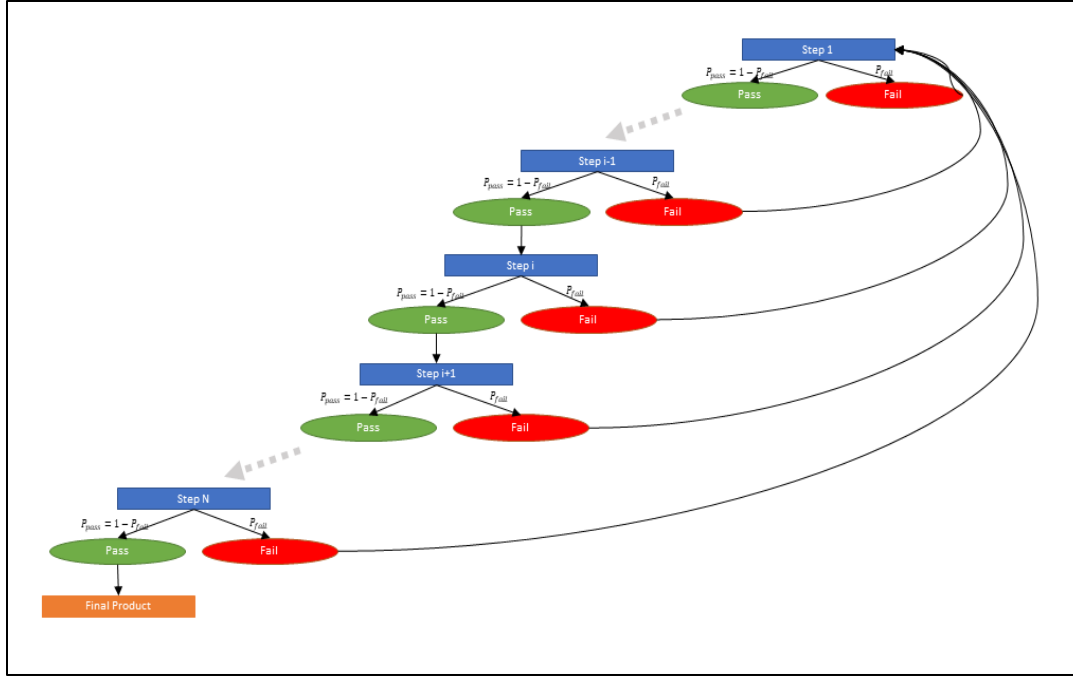 Step 1
P_pass = 1 − P_fail
P_fail
Pass
Fail
Step i-1
P_pass = 1 − P_fail
P_fail
Pass
Fail
Step i
P_pass = 1 − P_fail
P_fail
Pass
Fail
Step i+1
P_pass = 1 − P_fail
P_fail
Pass
Fail
Step N
P_pass = 1 − P_fail
P_fail
Pass
Fail
Final Product